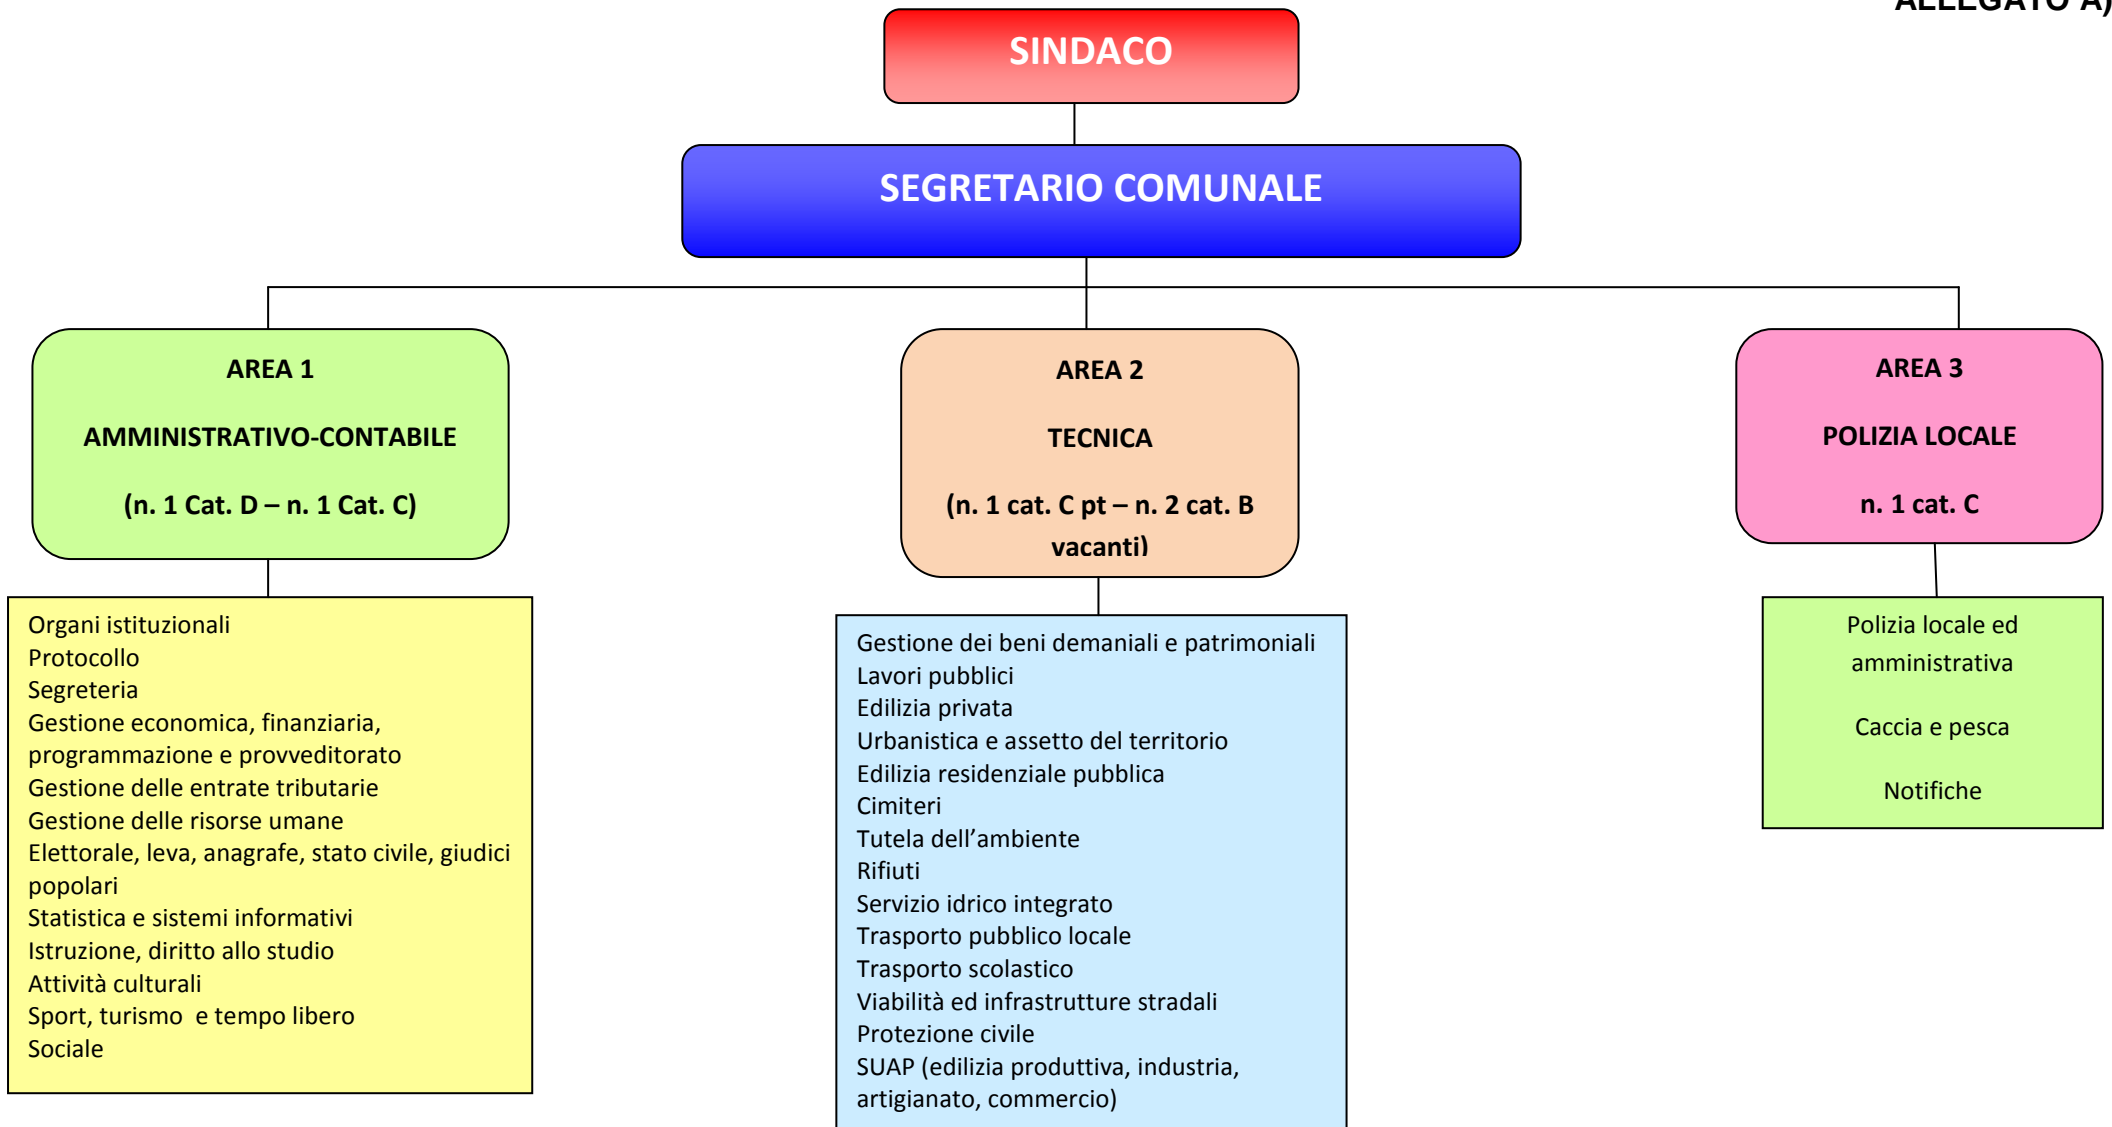 ALLEGATO A)
SINDACO
SEGRETARIO COMUNALE
AREA 1
AMMINISTRATIVO-CONTABILE
(n. 1 Cat. D – n. 1 Cat. C)
AREA 2
TECNICA
(n. 1 cat. C pt – n. 2 cat. B
vacanti)
AREA 3
POLIZIA LOCALE
n. 1 cat. C
Organi istituzionali
Protocollo
Segreteria
Gestione economica, finanziaria,
programmazione e provveditorato
Gestione delle entrate tributarie
Gestione delle risorse umane
Elettorale, leva, anagrafe, stato civile, giudici
popolari
Statistica e sistemi informativi
Istruzione, diritto allo studio
Attività culturali
Sport, turismo  e tempo libero
Sociale
Gestione dei beni demaniali e patrimoniali
Lavori pubblici
Edilizia privata
Urbanistica e assetto del territorio
Edilizia residenziale pubblica
Cimiteri
Tutela dell’ambiente
Rifiuti
Servizio idrico integrato
Trasporto pubblico locale
Trasporto scolastico
Viabilità ed infrastrutture stradali
Protezione civile
SUAP (edilizia produttiva, industria,
artigianato, commercio)
Polizia locale ed
amministrativa
Caccia e pesca
Notifiche